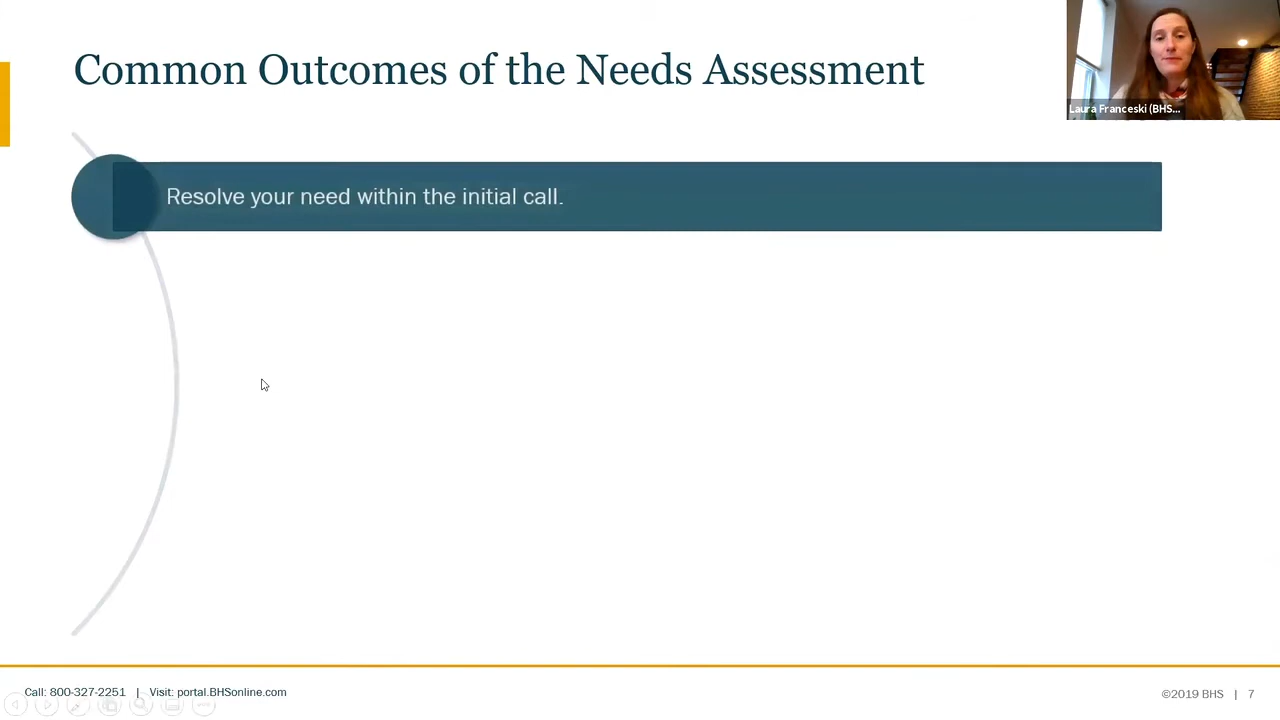 Common Outcomes of the Needs Assessment
Laura Franceski (BHS...
Resolve your need within the initial call.
Call: 800-327-2251 | Visit: portal.BHSonline.com
©2019 BHS | 7